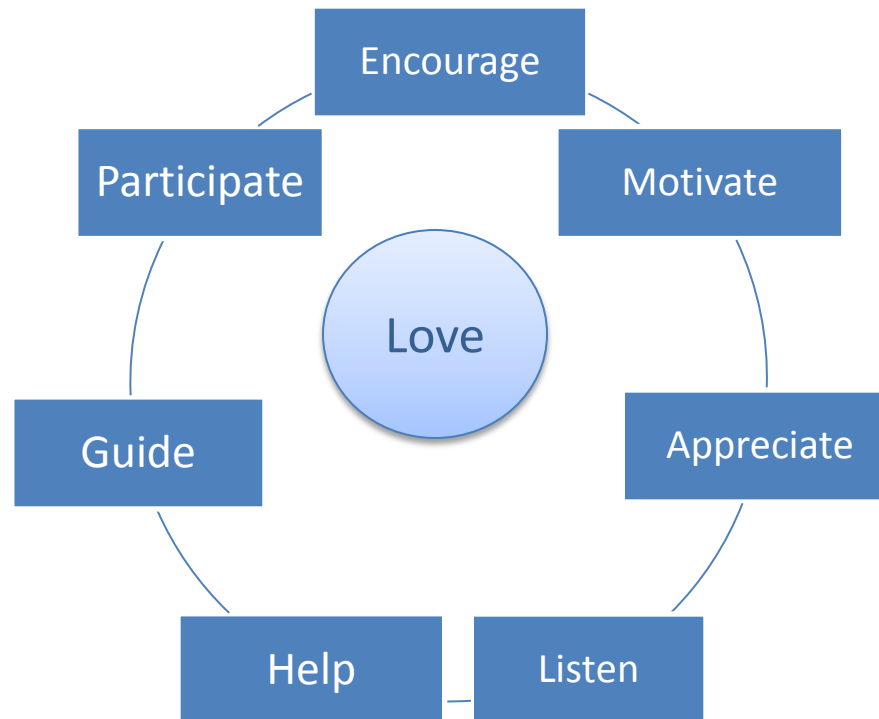 Encourage
Motivate
Appreciate
Listen
Help
Guide
Participate
Love